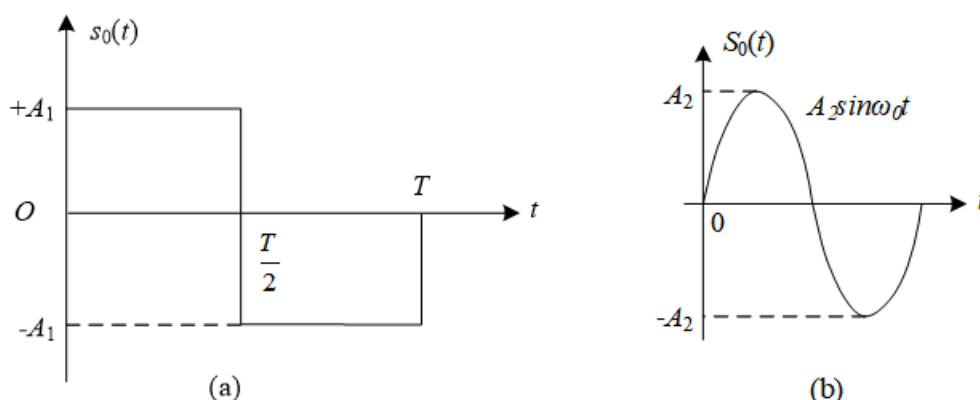 s₀(t)
+A₁
T
O
t
T
2
-A₁
(a)
S₀(t)
A₂
A₂sinω₀t
0
t
-A₂
(b)